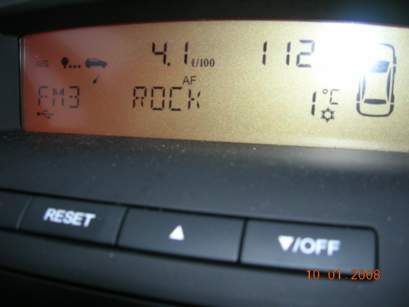 4.1 ℓ/100 112
AF
FM3 ROCK 1°C
RESET ▲ ▼/OFF
10.01.2008